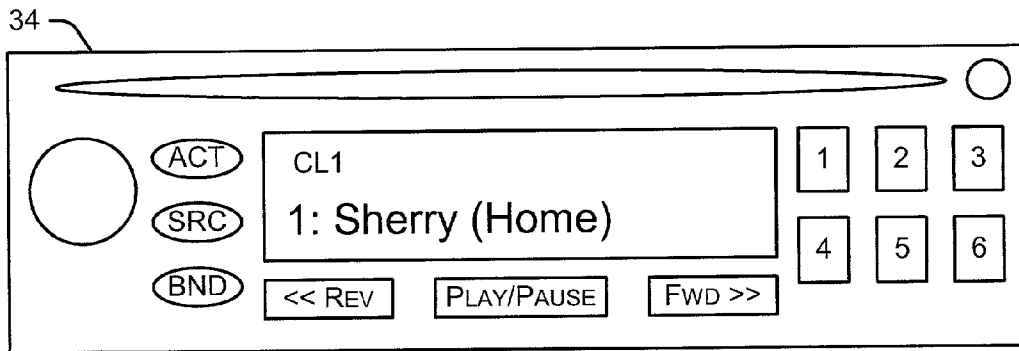 34
ACT
CL1
1 2 3
SRC
1: Sherry (Home)
4 5 6
BND
<< REV PLAY/PAUSE FWD >>